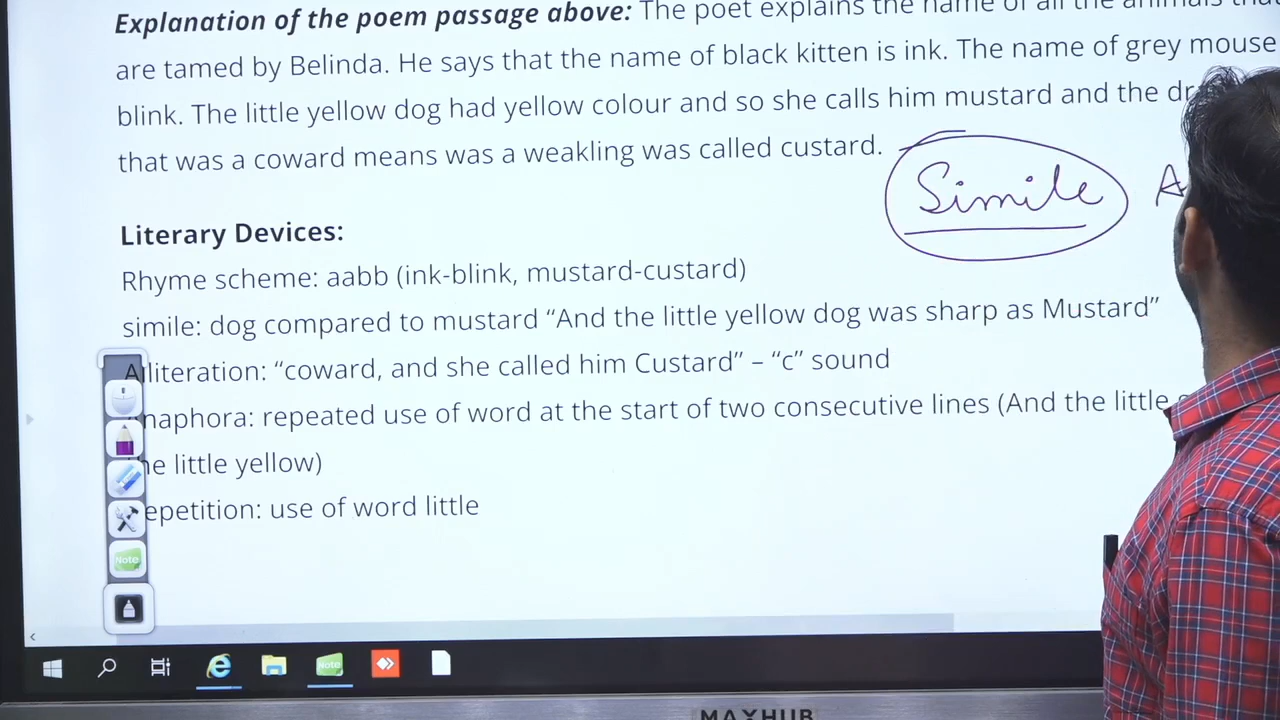 Explanation of the poem passage above: The poet explains the name of all the animals that
are tamed by Belinda. He says that the name of black kitten is ink. The name of grey mouse
blink. The little yellow dog had yellow colour and so she calls him mustard and the
that was a coward means was a weakling was called custard.
Simile A
Literary Devices:
Rhyme scheme: aabb (ink-blink, mustard-custard)
simile: dog compared to mustard “And the little yellow dog was sharp as Mustard”
Alliteration: “coward, and she called him Custard” – “c” sound
naphora: repeated use of word at the start of two consecutive lines (And the little
he little yellow)
epetition: use of word little
Note
Note
MAXHUB